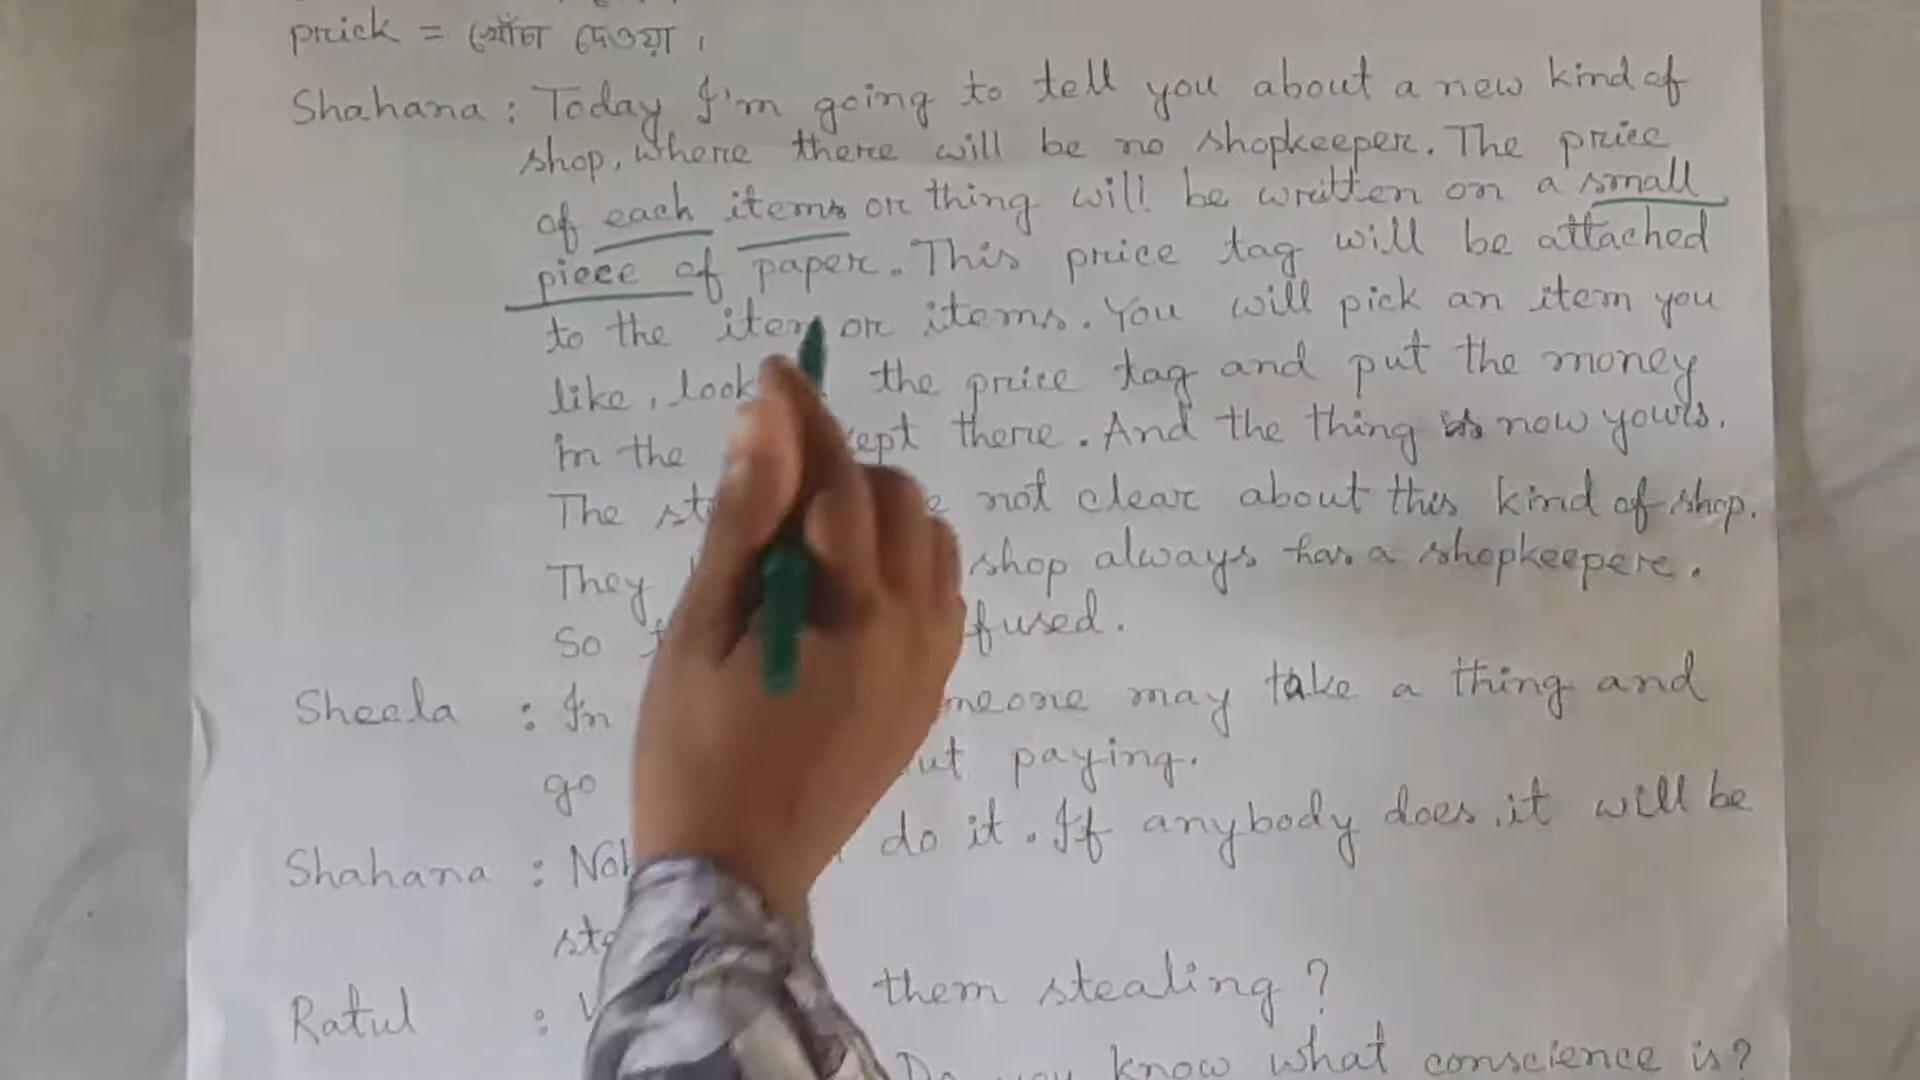 prick = খোঁচা দেওয়া।
Shahana : Today I'm going to tell you about a new kind of
shop, where there will be no shopkeeper. The price
of each items or thing will be written on a small
piece of paper. This price tag will be attached
to the item or items. You will pick an item you
like, look the price tag and put the money
in the kept there. And the thing is now yours.
The not clear about this kind of shop.
They shop always has a shopkeeper.
So
Sheela : In may take a thing and
go paying.
Shahana : do it. If anybody does, it will be
Ratul : them stealing?
Do you know what conscience is?